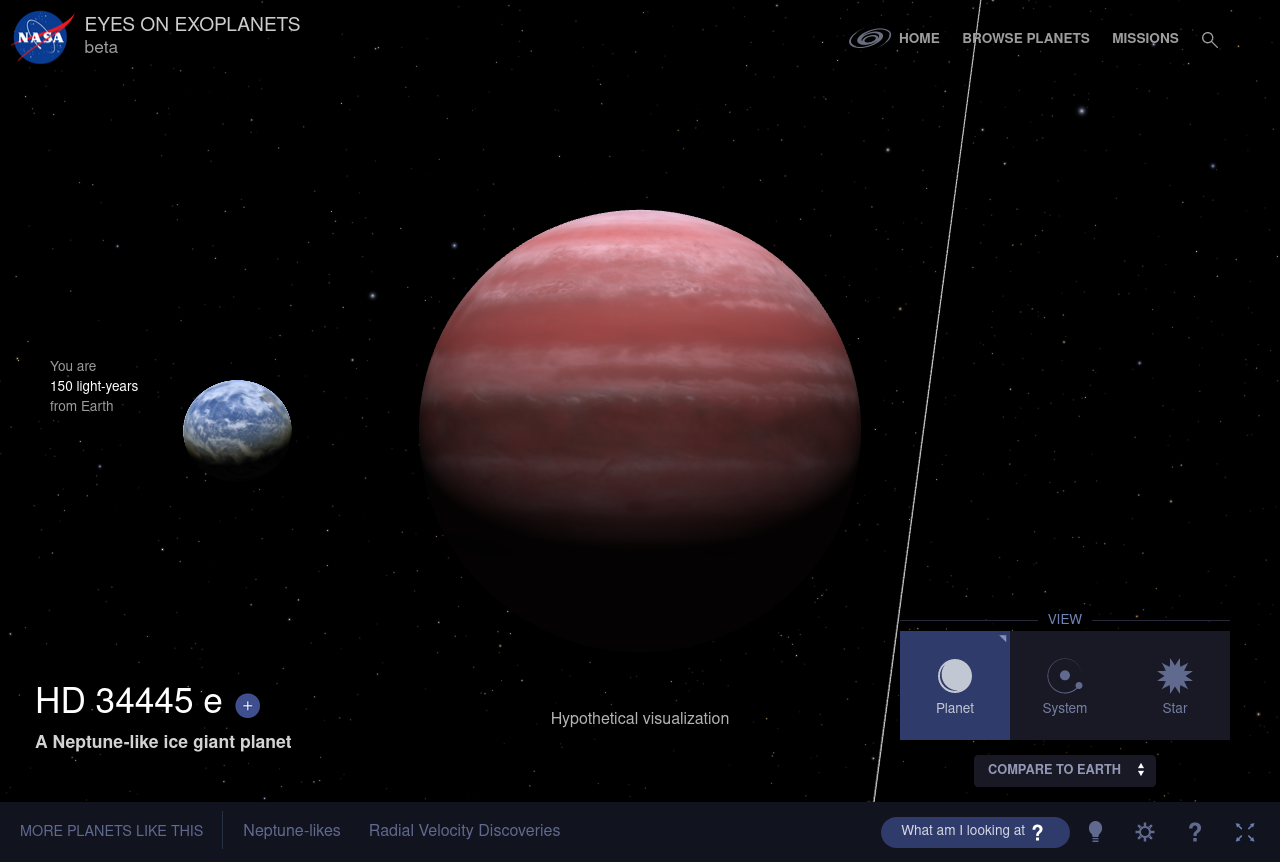 NASA
EYES ON EXOPLANETS
beta
HOME
BROWSE PLANETS
MISSIONS
You are
150 light-years
from Earth
HD 34445 e +
A Neptune-like ice giant planet
Hypothetical visualization
VIEW
Planet
System
Star
COMPARE TO EARTH
MORE PLANETS LIKE THIS
Neptune-likes
Radial Velocity Discoveries
What am I looking at ?
?